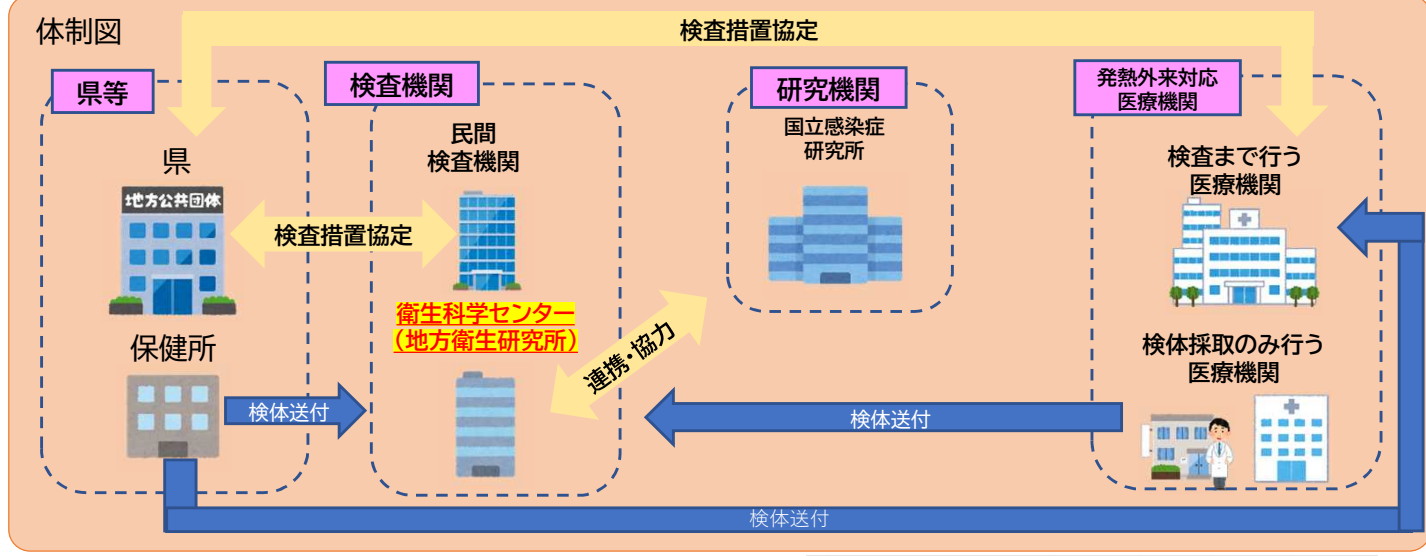 体制図
検査措置協定
県等
検査機関
研究機関
発熱外来対応
医療機関
県
地方公共団体
検査措置協定
保健所
検体送付
民間
検査機関
衛生科学センター
(地方衛生研究所)
連携・協力
国立感染症
研究所
検査まで行う
医療機関
検体採取のみ行う
医療機関
検体送付
検体送付